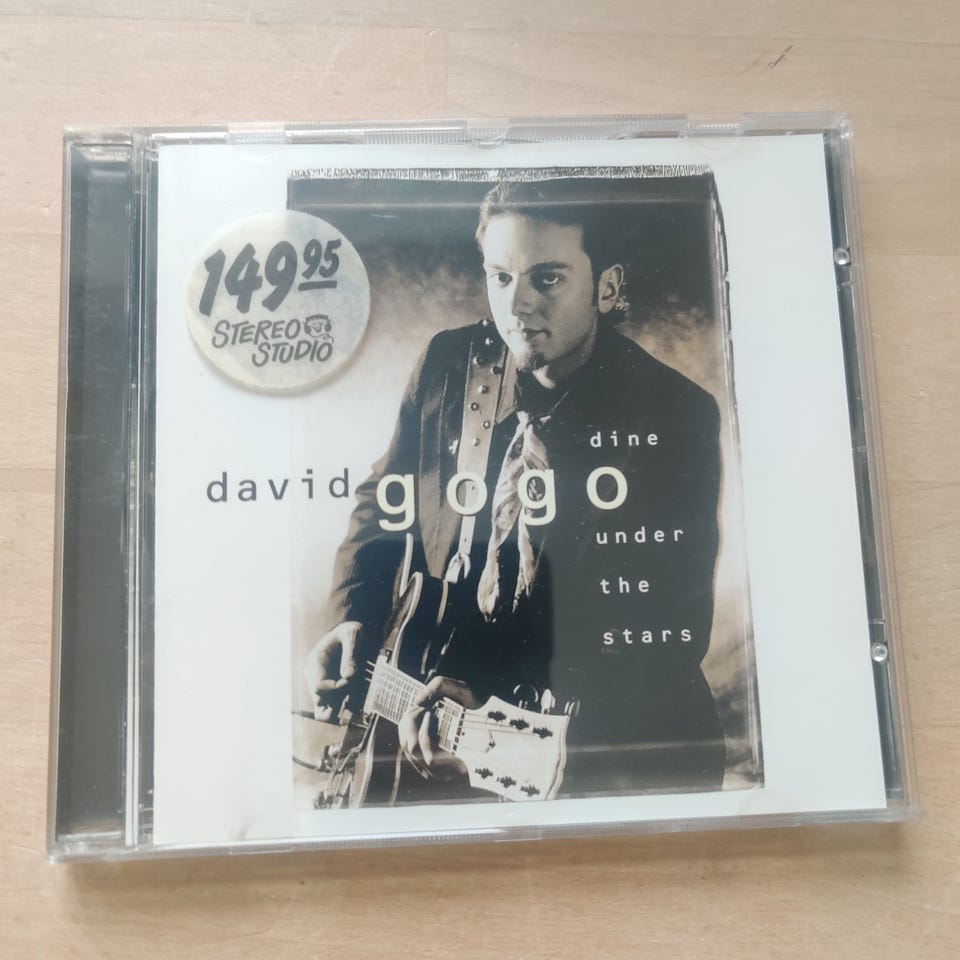 149 95
STEREO
STUDIO
dine
david gogo
under
the
stars